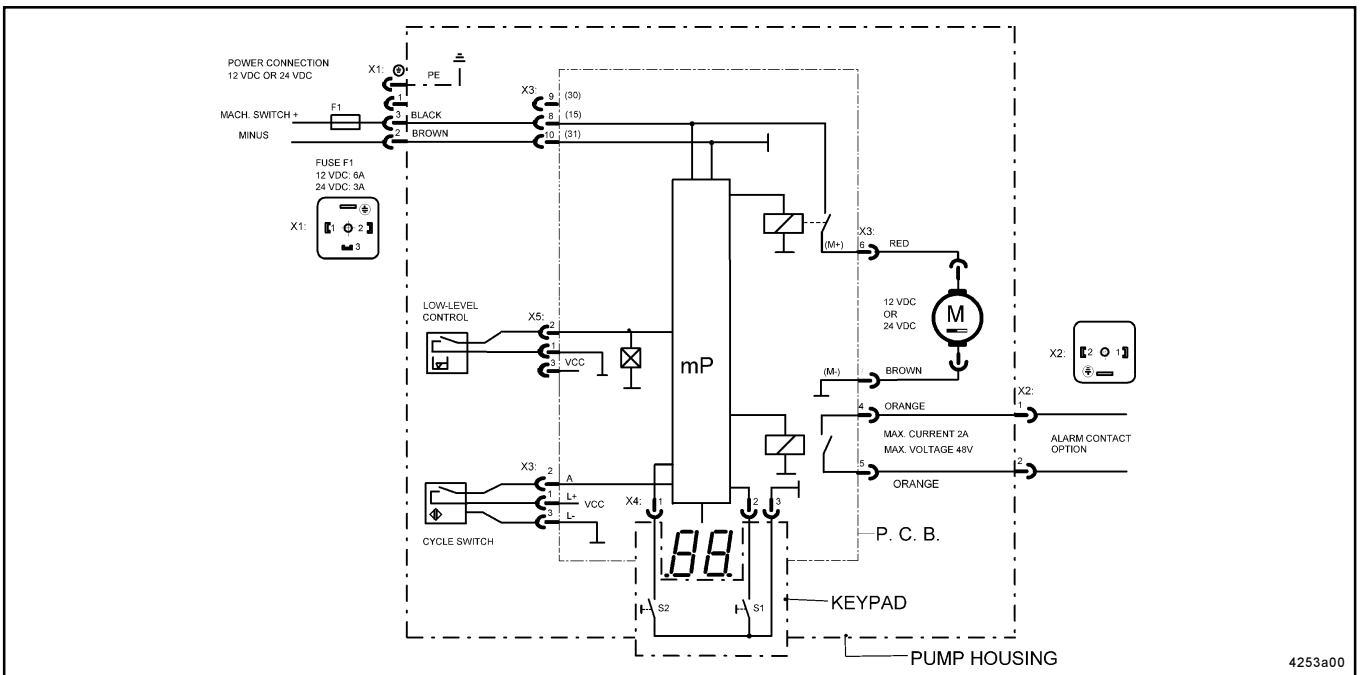 POWER CONNECTION
12 VDC OR 24 VDC
X1:
PE
1
MACH. SWITCH +
F1
3
BLACK
MINUS
2
BROWN
X3:
9
(30)
8
(15)
10
(31)
FUSE F1
12 VDC: 6A
24 VDC: 3A
X1:
1
2
3
LOW-LEVEL
CONTROL
X5:
2
1
3
VCC
mP
(M+)
X3:
6
RED
12 VDC
OR
24 VDC
M
(M-)
BROWN
X2:
2
1
4
ORANGE
X2:
1
MAX. CURRENT 2A
MAX. VOLTAGE 48V
ALARM CONTACT
OPTION
5
ORANGE
2
X3:
2
A
1
L+
VCC
3
L-
CYCLE SWITCH
X4:
1
2
3
.8.8.
P. C. B.
S2
S1
KEYPAD
PUMP HOUSING
4253a00